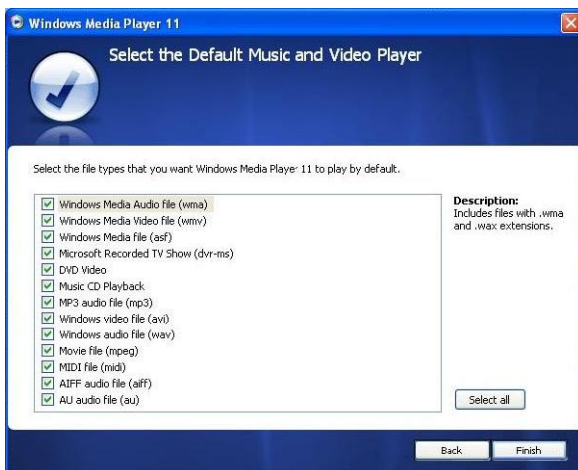 Windows Media Player 11
Select the Default Music and Video Player
Select the file types that you want Windows Media Player 11 to play by default.
Windows Media Audio file (wma)
Windows Media Video file (wmv)
Windows Media file (asf)
Microsoft Recorded TV Show (dvr-ms)
DVD Video
Music CD Playback
MP3 audio file (mp3)
Windows video file (avi)
Windows audio file (wav)
Movie file (mpeg)
MIDI file (midi)
AIFF audio file (aiff)
AU audio file (au)
Description:
Includes files with .wma
and .wax extensions.
Select all
Back
Finish